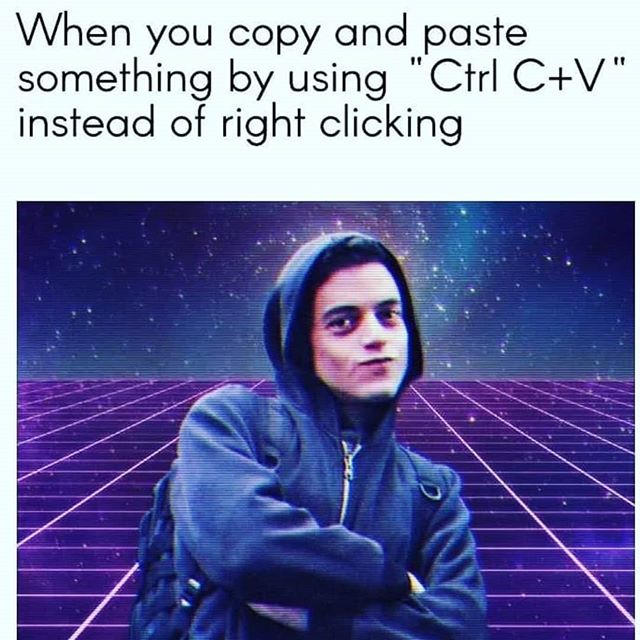 When you copy and paste
something by using "Ctrl C+V"
instead of right clicking